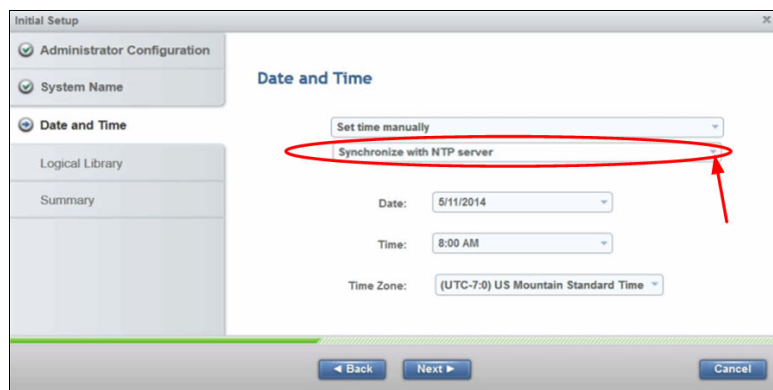 Initial Setup
Administrator Configuration
System Name
Date and Time
Logical Library
Summary
Date and Time
Set time manually
Synchronize with NTP server
Date: 5/11/2014
Time: 8:00 AM
Time Zone: (UTC-7:0) US Mountain Standard Time
Back Next Cancel